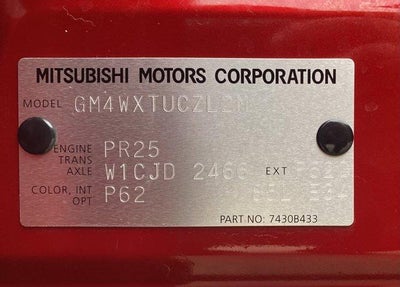 MITSUBISHI MOTORS CORPORATION
MODEL GM4WXTUCZL2M
ENGINE PR25
TRANS AXLE W1CJD 2466 EXT
COLOR, INT OPT P62
PART NO: 7430B433